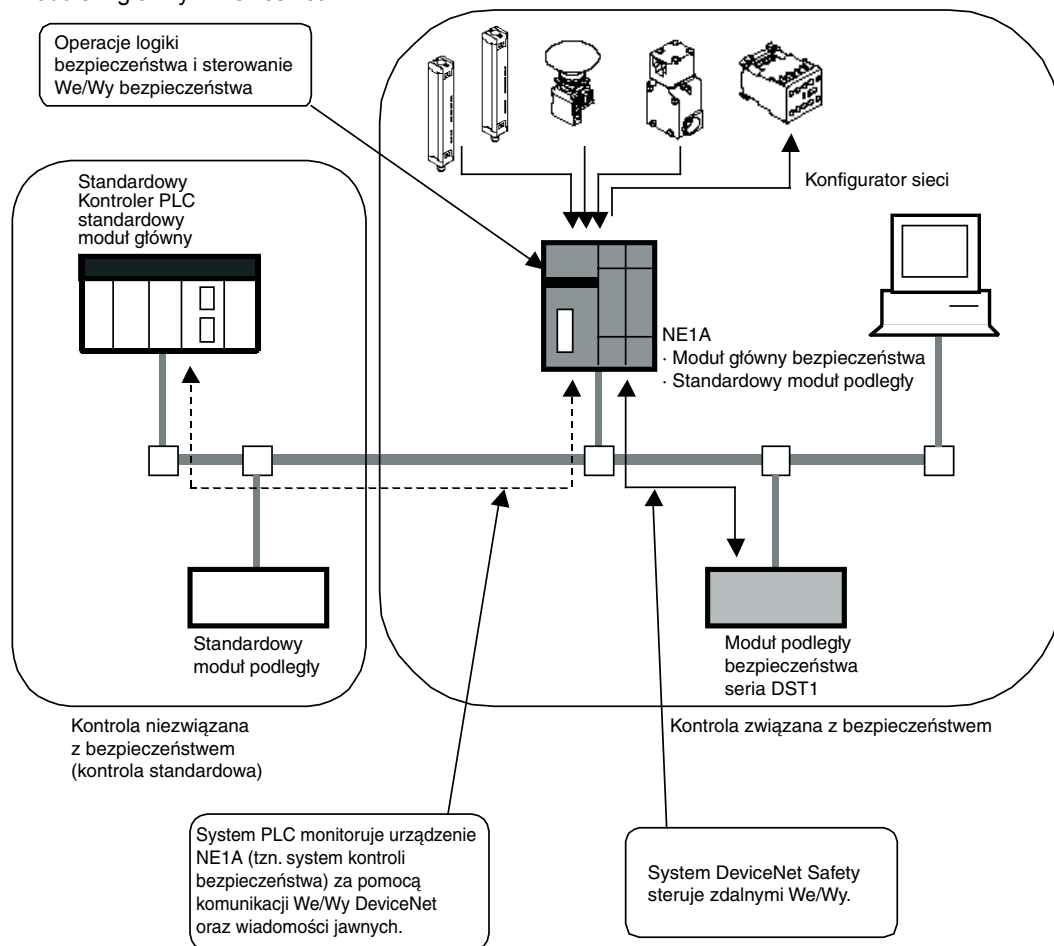 Operacje logiki
bezpieczeństwa i sterowanie
We/Wy bezpieczeństwa
Standardowy
Kontroler PLC
standardowy
moduł główny
Konfigurator sieci
NE1A
· Moduł główny bezpieczeństwa
· Standardowy moduł podległy
Standardowy
moduł podległy
Moduł podległy
bezpieczeństwa
seria DST1
Kontrola niezwiązana
z bezpieczeństwem
(kontrola standardowa)
Kontrola związana z bezpieczeństwem
System PLC monitoruje urządzenie
NE1A (tzn. system kontroli
bezpieczeństwa) za pomocą
komunikacji We/Wy DeviceNet
oraz wiadomości jawnych.
System DeviceNet Safety
steruje zdalnymi We/Wy.